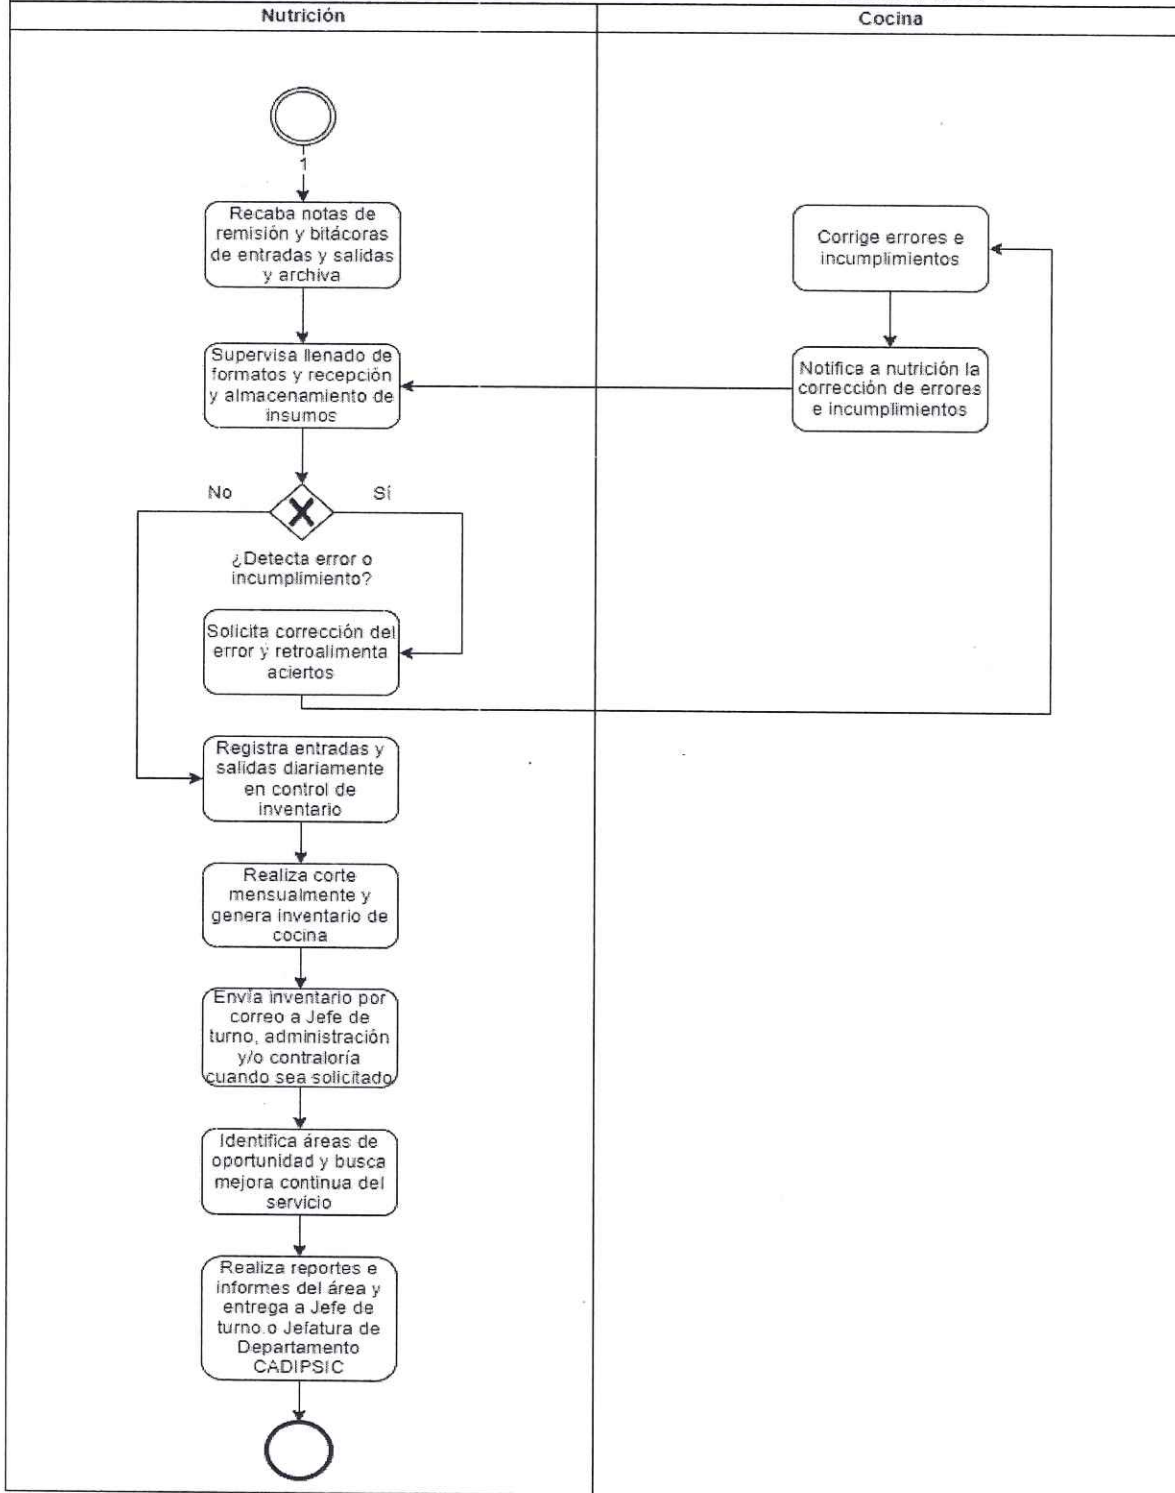 Nutrición
Cocina
1
Recaba notas de
remisión y bitácoras
de entradas y salidas
y archiva
Corrige errores e
incumplimientos
Supervisa llenado de
formatos y recepción
y almacenamiento de
insumos
Notifica a nutrición la
corrección de errores
e incumplimientos
No
Sí
¿Detecta error o
incumplimiento?
Solicita corrección del
error y retroalimenta
aciertos
Registra entradas y
salidas diariamente
en control de
inventario
Realiza corte
mensualmente y
genera inventario de
cocina
Envía inventario por
correo a Jefe de
turno, administración
y/o contraloría
cuando sea solicitado
Identifica áreas de
oportunidad y busca
mejora continua del
servicio
Realiza reportes e
informes del área y
entrega a Jefe de
turno o Jefatura de
Departamento
CADIPSIC